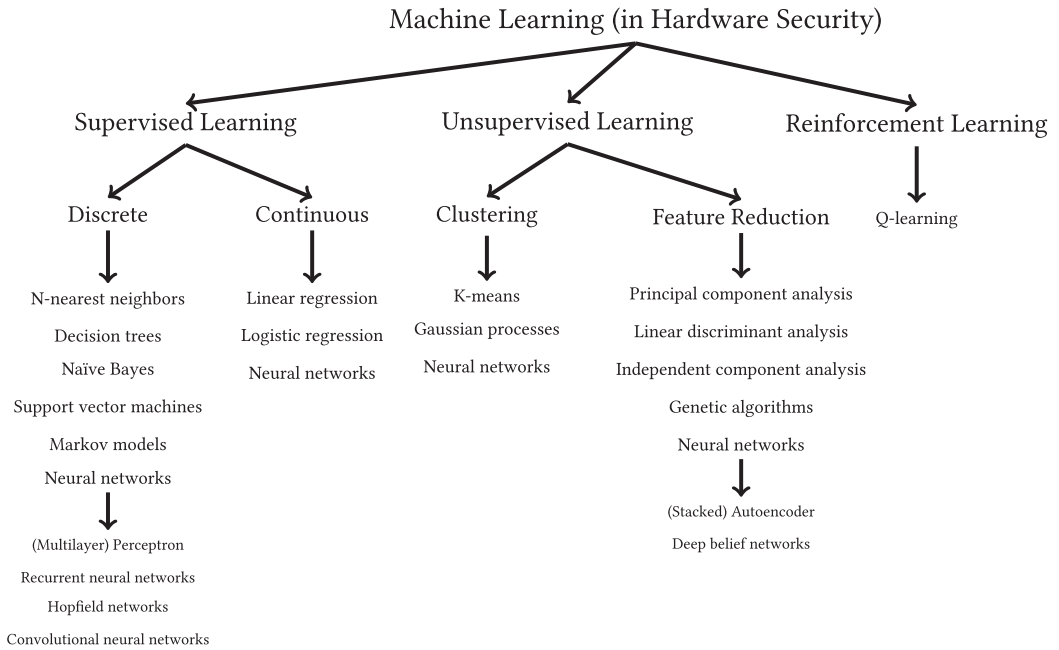 Machine Learning (in Hardware Security)
Supervised Learning
Unsupervised Learning
Reinforcement Learning
Discrete
Continuous
Clustering
Feature Reduction
Q-learning
N-nearest neighbors
Decision trees
Naïve Bayes
Support vector machines
Markov models
Neural networks
(Multilayer) Perceptron
Recurrent neural networks
Hopfield networks
Convolutional neural networks
Linear regression
Logistic regression
Neural networks
K-means
Gaussian processes
Neural networks
Principal component analysis
Linear discriminant analysis
Independent component analysis
Genetic algorithms
Neural networks
(Stacked) Autoencoder
Deep belief networks